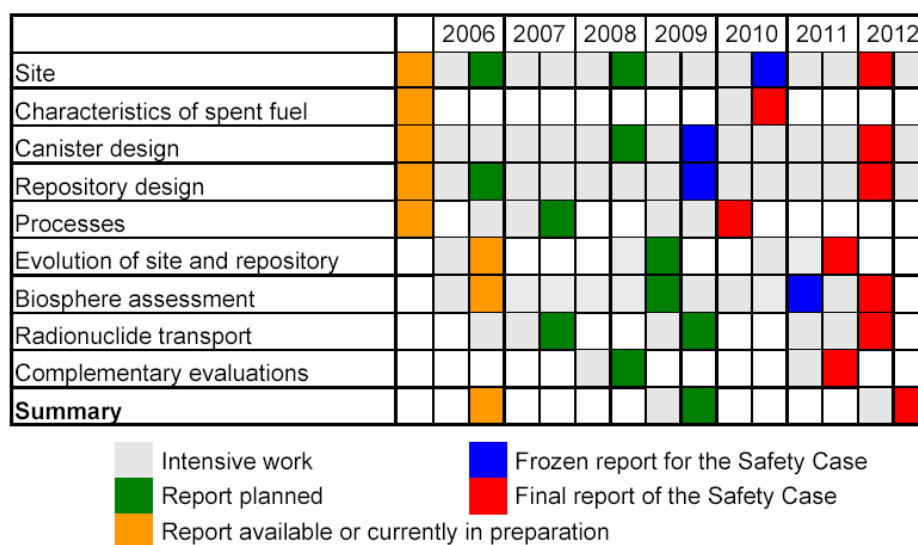 2006 2007 2008 2009 2010 2011 2012
Site
Characteristics of spent fuel
Canister design
Repository design
Processes
Evolution of site and repository
Biosphere assessment
Radionuclide transport
Complementary evaluations
Summary
Intensive work
Report planned
Report available or currently in preparation
Frozen report for the Safety Case
Final report of the Safety Case